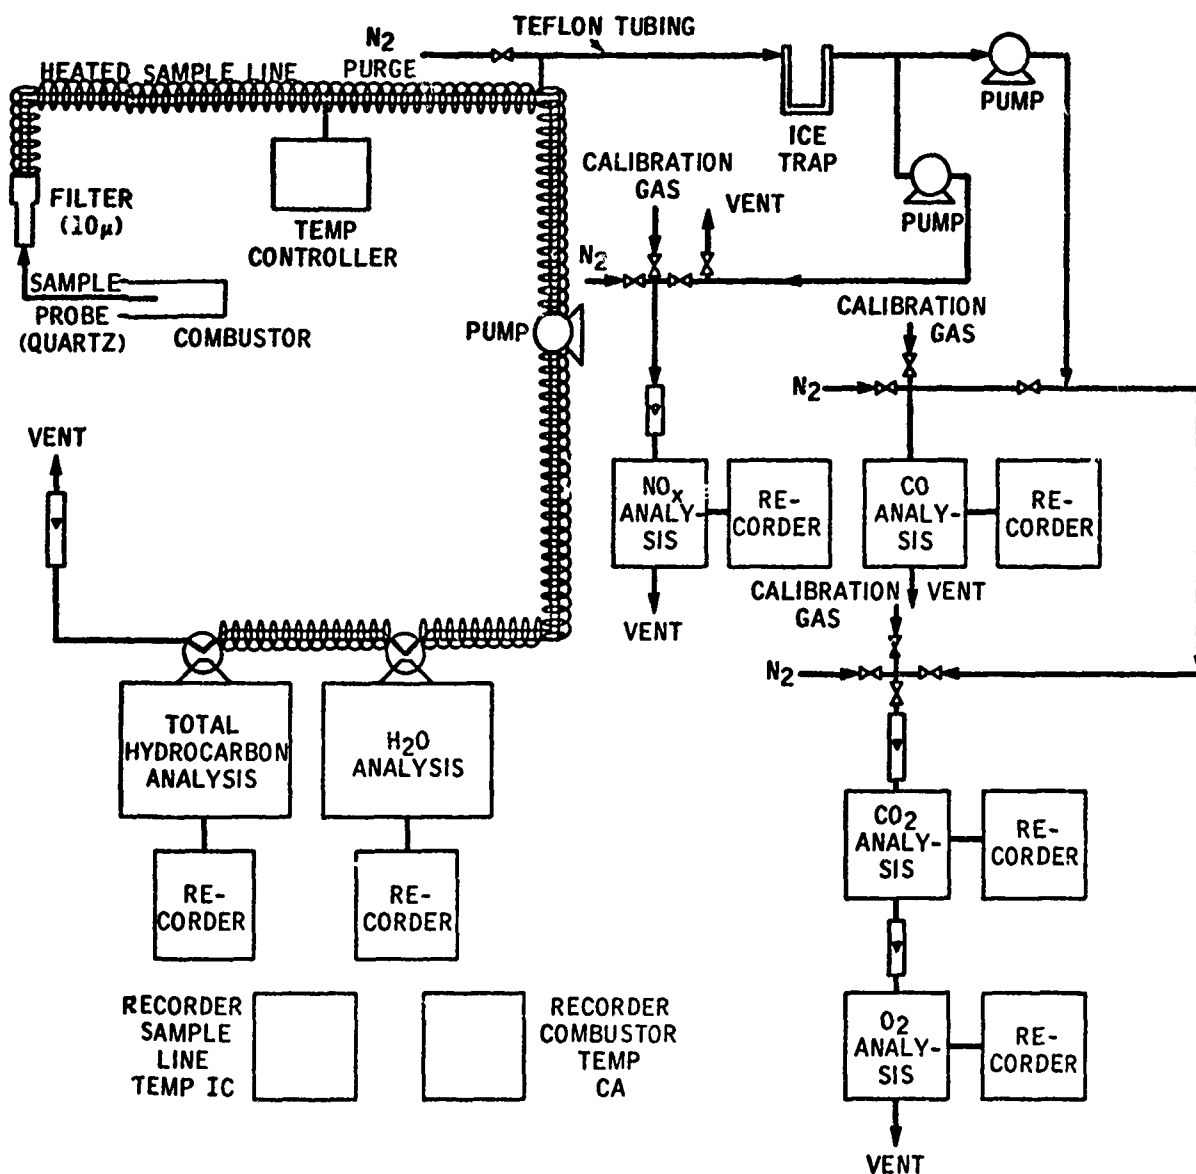 TEFLON TUBING
N2
PURGE
HEATED SAMPLE LINE
PUMP
ICE
TRAP
CALIBRATION
GAS
VENT
PUMP
FILTER
(10μ)
TEMP
CONTROLLER
N2
SAMPLE
PROBE
(QUARTZ)
COMBUSTOR
PUMP
CALIBRATION
GAS
N2
VENT
NOx
ANALY-
SIS
RE-
CORDER
CO
ANALY-
SIS
RE-
CORDER
VENT
CALIBRATION
GAS
VENT
N2
TOTAL
HYDROCARBON
ANALYSIS
H2O
ANALYSIS
CO2
ANALY-
SIS
RE-
CORDER
RE-
CORDER
RE-
CORDER
RECORDER
SAMPLE
LINE
TEMP IC
RECORDER
COMBUSTOR
TEMP
CA
O2
ANALY-
SIS
RE-
CORDER
VENT